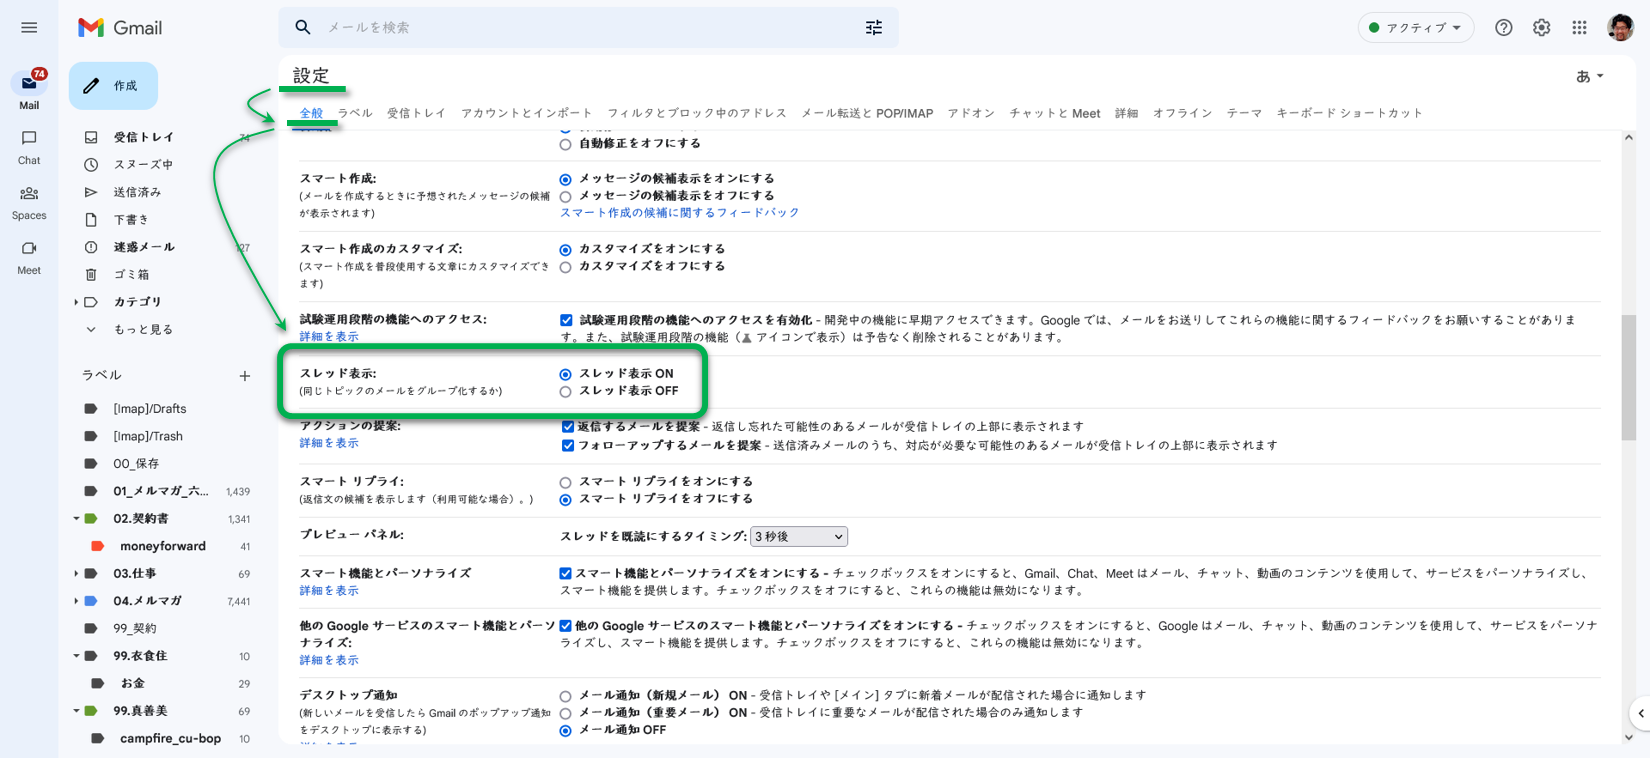 Gmail
メールを検索
アクティブ
74
Mail
Chat
Spaces
Meet
作成
受信トレイ 74
スヌーズ中
送信済み
下書き
迷惑メール 127
ゴミ箱
カテゴリ
もっと見る
ラベル
[Imap]/Drafts
[Imap]/Trash
00_保存
01_メルマガ_六... 1,439
02.契約書 1,341
moneyforward 41
03.仕事 69
04.メルマガ 7,441
99_契約
99.衣食住 10
お金 29
99.真善美 69
campfire_cu-bop 10
設定
あ
全般 ラベル 受信トレイ アカウントとインポート フィルタとブロック中のアドレス メール転送と POP/IMAP アドオン チャットと Meet 詳細 オフライン テーマ キーボード ショートカット
自動修正をオフにする
スマート作成:
(メールを作成するときに予想されたメッセージの候補
が表示されます)
メッセージの候補表示をオンにする
メッセージの候補表示をオフにする
スマート作成の候補に関するフィードバック
スマート作成のカスタマイズ:
(スマート作成を普段使用する文章にカスタマイズでき
ます)
カスタマイズをオンにする
カスタマイズをオフにする
試験運用段階の機能へのアクセス:
詳細を表示
試験運用段階の機能へのアクセスを有効化 - 開発中の機能に早期アクセスできます。Google では、メールをお送りしてこれらの機能に関するフィードバックをお願いすることがありま
す。また、試験運用段階の機能（ アイコンで表示）は予告なく削除されることがあります。
スレッド表示:
(同じトピックのメールをグループ化するか)
スレッド表示 ON
スレッド表示 OFF
アクションの提案:
詳細を表示
返信するメールを提案 - 返信し忘れた可能性のあるメールが受信トレイの上部に表示されます
フォローアップするメールを提案 - 送信済みメールのうち、対応が必要な可能性のあるメールが受信トレイの上部に表示されます
スマート リプライ:
(返信文の候補を表示します（利用可能な場合）。)
スマート リプライをオンにする
スマート リプライをオフにする
プレビュー パネル:
スレッドを既読にするタイミング: 3 秒後
スマート機能とパーソナライズ
詳細を表示
スマート機能とパーソナライズをオンにする - チェックボックスをオンにすると、Gmail、Chat、Meet はメール、チャット、動画のコンテンツを使用して、サービスをパーソナライズし、
スマート機能を提供します。チェックボックスをオフにすると、これらの機能は無効になります。
他の Google サービスのスマート機能とパーソ
ナライズ:
詳細を表示
他の Google サービスのスマート機能とパーソナライズをオンにする - チェックボックスをオンにすると、Google はメール、チャット、動画のコンテンツを使用して、サービスをパーソナ
ライズし、スマート機能を提供します。チェックボックスをオフにすると、これらの機能は無効になります。
デスクトップ通知
(新しいメールを受信したら Gmail のポップアップ通知
をデスクトップに表示する)
メール通知（新規メール） ON - 受信トレイや [メイン] タブに新着メールが配信された場合に通知します
メール通知（重要メール） ON - 受信トレイに重要なメールが配信された場合のみ通知します
メール通知 OFF